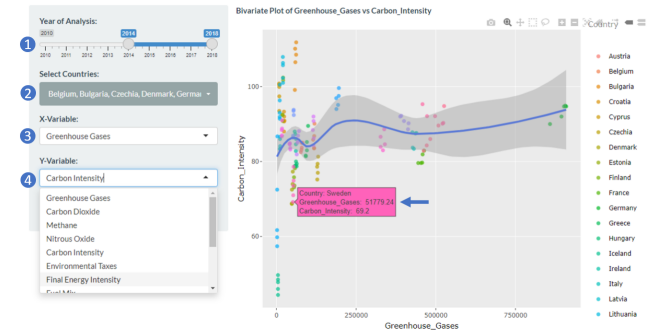 Bivariate Plot of Greenhouse_Gases vs Carbon_Intensity
Year of Analysis:
2010 2014 2018
1
2010 2011 2012 2013 2014 2015 2016 2017 2018
Select Countries:
2 Belgium, Bulgaria, Czechia, Denmark, Germa
X-Variable:
3 Greenhouse Gases
Y-Variable:
4 Carbon Intensity
Greenhouse Gases
Carbon Dioxide
Methane
Nitrous Oxide
Carbon Intensity
Environmental Taxes
Final Energy Intensity
Fuel Mix
Carbon_Intensity
100
80
60
Country: Sweden
Greenhouse_Gases: 51779.24
Carbon_Intensity: 69.2
0 250000 500000 750000
Greenhouse_Gases
Country
Austria
Belgium
Bulgaria
Croatia
Cyprus
Czechia
Denmark
Estonia
Finland
France
Germany
Greece
Hungary
Iceland
Ireland
Italy
Latvia
Lithuania